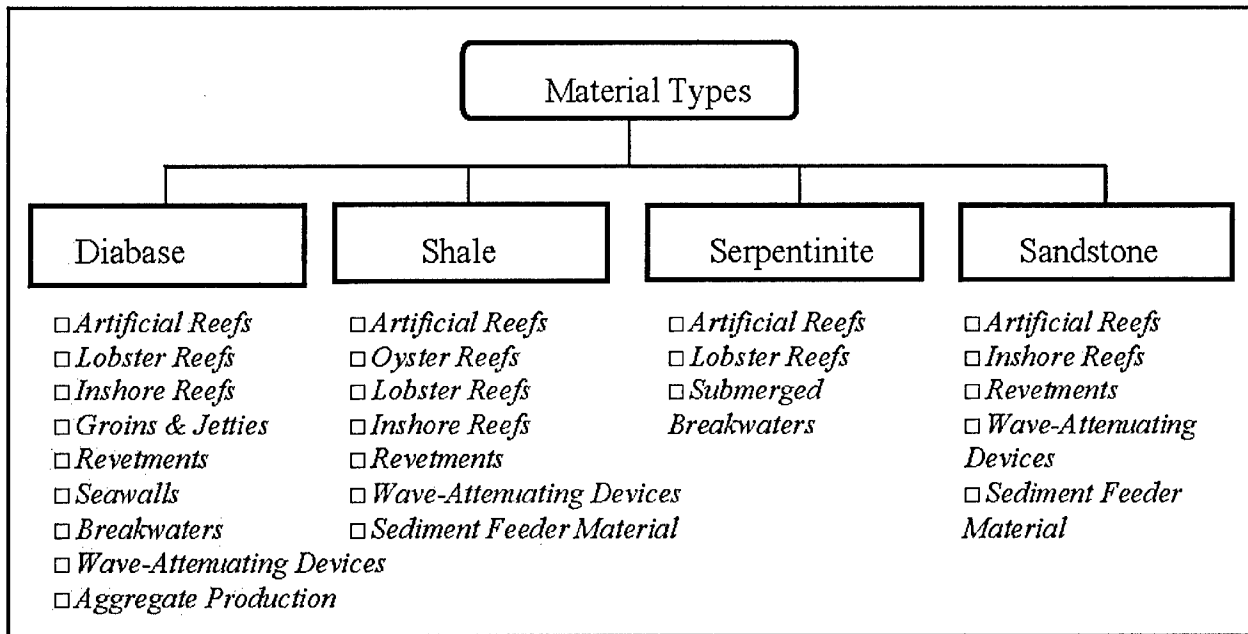 Material Types
Diabase
□ Artificial Reefs
□ Lobster Reefs
□ Inshore Reefs
□ Groins & Jetties
□ Revetments
□ Seawalls
□ Breakwaters
□ Wave-Attenuating Devices
□ Aggregate Production
Shale
□ Artificial Reefs
□ Oyster Reefs
□ Lobster Reefs
□ Inshore Reefs
□ Revetments
□ Wave-Attenuating Devices
□ Sediment Feeder Material
Serpentinite
□ Artificial Reefs
□ Lobster Reefs
□ Submerged
Breakwaters
Sandstone
□ Artificial Reefs
□ Inshore Reefs
□ Revetments
□ Wave-Attenuating
Devices
□ Sediment Feeder
Material